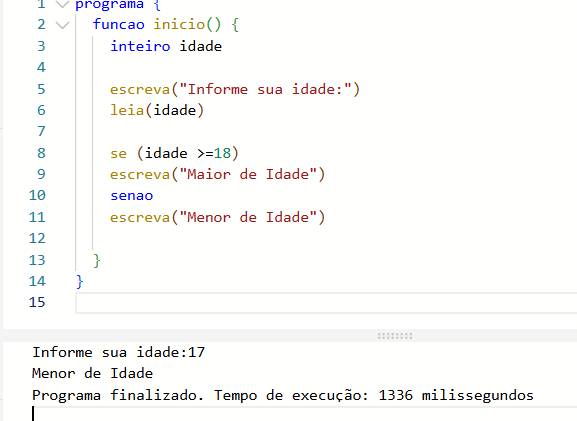 1 programa {
2 funcao inicio() {
3 inteiro idade
4
5 escreva("Informe sua idade:")
6 leia(idade)
7
8 se (idade >=18)
9 escreva("Maior de Idade")
10 senao
11 escreva("Menor de Idade")
12
13 }
14 }
15
Informe sua idade:17
Menor de Idade
Programa finalizado. Tempo de execução: 1336 milissegundos